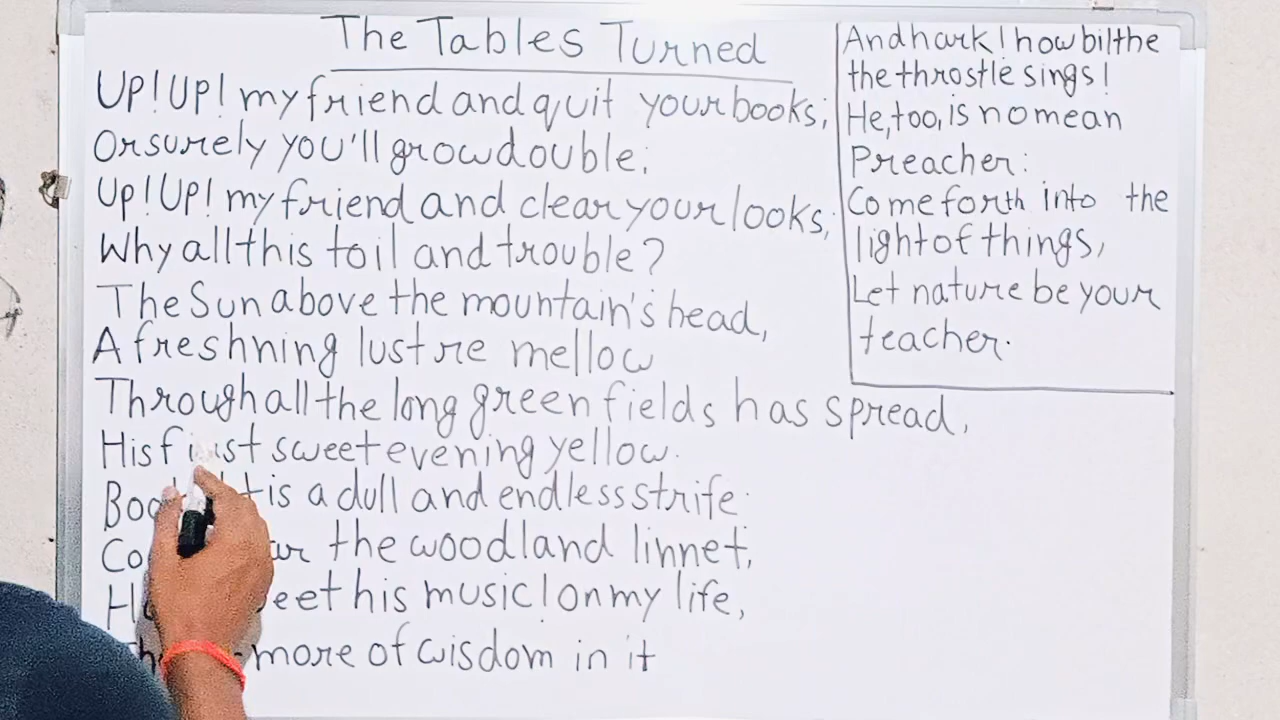 The Tables Turned
Up! Up! my friend and quit your books;
Or surely you'll grow double:
Up! Up! my friend and clear your looks;
Why all this toil and trouble?
The Sun above the mountain's head,
A freshning lustre mellow
Through all the long green fields has spread,
His first sweet evening yellow.
is a dull and endless strife.
the woodland linnet,
his music! on my life,
more of wisdom in it
And hark! how bilthe
the throstle sings!
He, too, is no mean
Preacher:
Come forth into the
light of things,
Let nature be your
teacher.